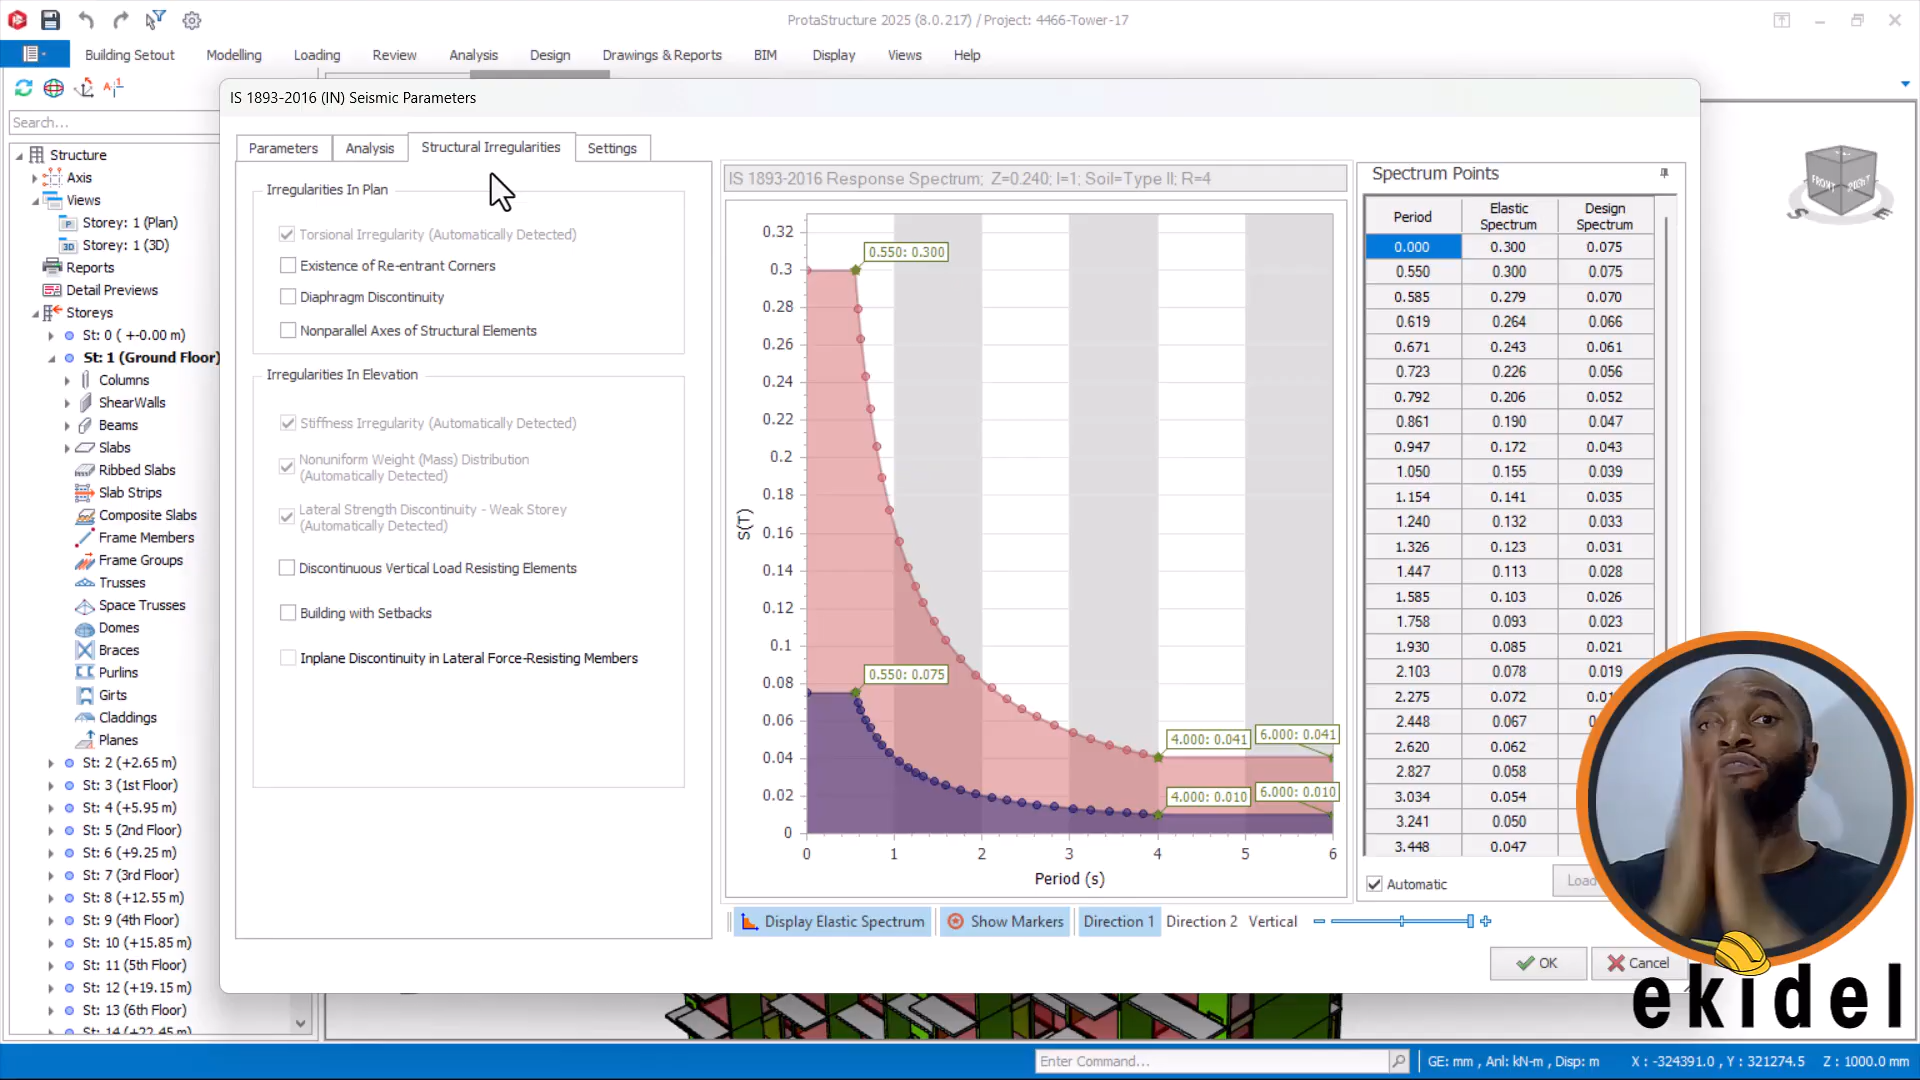 ProtaStructure 2025 (8.0.217) / Project: 4466-Tower-17
Building Setout
Modelling
Loading
Review
Analysis
Design
Drawings & Reports
BIM
Display
Views
Help
Search...
Structure
Axis
Views
Storey: 1 (Plan)
Storey: 1 (3D)
Reports
Detail Previews
Storeys
St: 0 ( +-0.00 m)
St: 1 (Ground Floor)
Columns
ShearWalls
Beams
Slabs
Ribbed Slabs
Slab Strips
Composite Slabs
Frame Members
Frame Groups
Trusses
Space Trusses
Domes
Braces
Purlins
Girts
Claddings
Planes
St: 2 (+2.65 m)
St: 3 (1st Floor)
St: 4 (+5.95 m)
St: 5 (2nd Floor)
St: 6 (+9.25 m)
St: 7 (3rd Floor)
St: 8 (+12.55 m)
St: 9 (4th Floor)
St: 10 (+15.85 m)
St: 11 (5th Floor)
St: 12 (+19.15 m)
St: 13 (6th Floor)
St: 14 (+22.45 m)
IS 1893-2016 (IN) Seismic Parameters
Parameters
Analysis
Structural Irregularities
Settings
Irregularities In Plan
Torsional Irregularity (Automatically Detected)
Existence of Re-entrant Corners
Diaphragm Discontinuity
Nonparallel Axes of Structural Elements
Irregularities In Elevation
Stiffness Irregularity (Automatically Detected)
Nonuniform Weight (Mass) Distribution
(Automatically Detected)
Lateral Strength Discontinuity - Weak Storey
(Automatically Detected)
Discontinuous Vertical Load Resisting Elements
Building with Setbacks
Inplane Discontinuity in Lateral Force-Resisting Members
IS 1893-2016 Response Spectrum; Z=0.240; I=1; Soil=Type II; R=4
S(T)
0.32
0.3
0.28
0.26
0.24
0.22
0.2
0.18
0.16
0.14
0.12
0.1
0.08
0.06
0.04
0.02
0
0.550: 0.300
0.550: 0.075
4.000: 0.041
6.000: 0.041
4.000: 0.010
6.000: 0.010
0 1 2 3 4 5 6
Period (s)
Display Elastic Spectrum
Show Markers
Direction 1
Direction 2
Vertical
Spectrum Points
Period Elastic Spectrum Design Spectrum
0.000 0.300 0.075
0.550 0.300 0.075
0.585 0.279 0.070
0.619 0.264 0.066
0.671 0.243 0.061
0.723 0.226 0.056
0.792 0.206 0.052
0.861 0.190 0.047
0.947 0.172 0.043
1.050 0.155 0.039
1.154 0.141 0.035
1.240 0.132 0.033
1.326 0.123 0.031
1.447 0.113 0.028
1.585 0.103 0.026
1.758 0.093 0.023
1.930 0.085 0.021
2.103 0.078 0.019
2.275 0.072
2.448 0.067
2.620 0.062
2.827 0.058
3.034 0.054
3.241 0.050
3.448 0.047
Automatic
Load
OK
Cancel
ekidel
FRONT
RIGHT
S
E
Enter Command...
GE: mm , Anl: kN-m , Disp: m
X : -324391.0 , Y : 321274.5
Z : 1000.0 mm